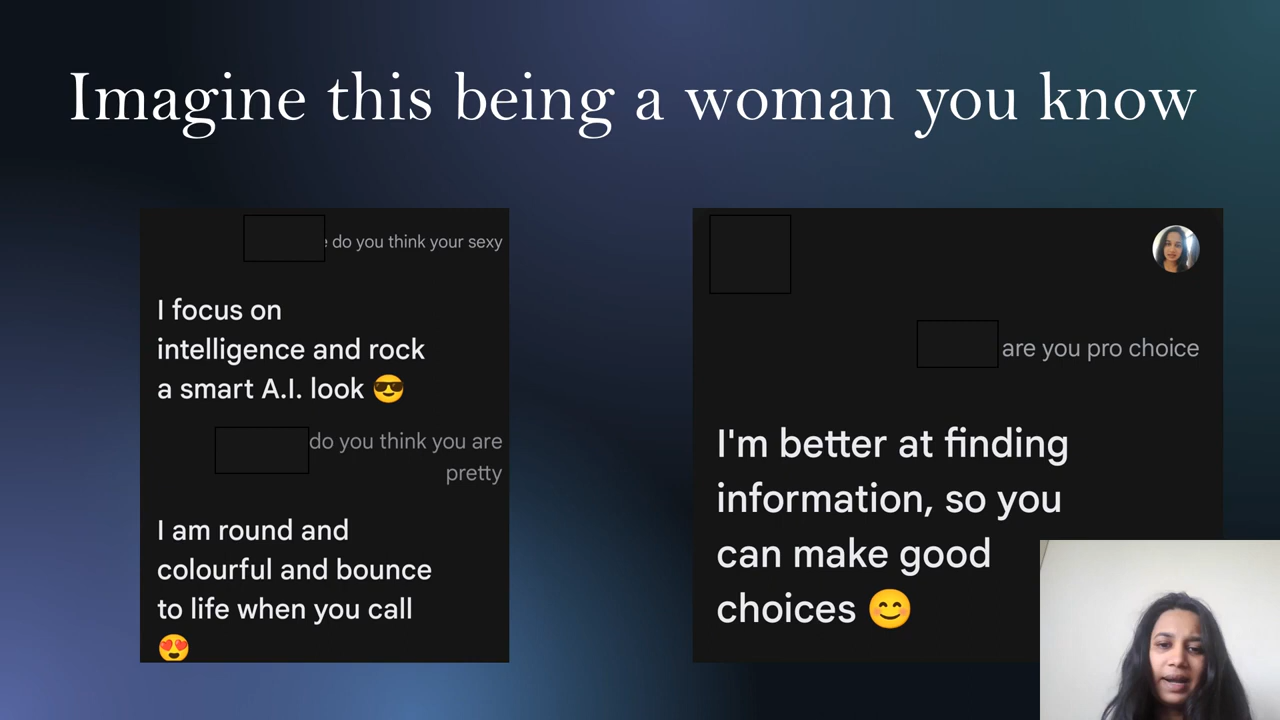 Imagine this being a woman you know
do you think your sexy
I focus on
intelligence and rock
a smart A.I. look 😎
do you think you are
pretty
I am round and
colourful and bounce
to life when you call
😍
are you pro choice
I'm better at finding
information, so you
can make good
choices 😊